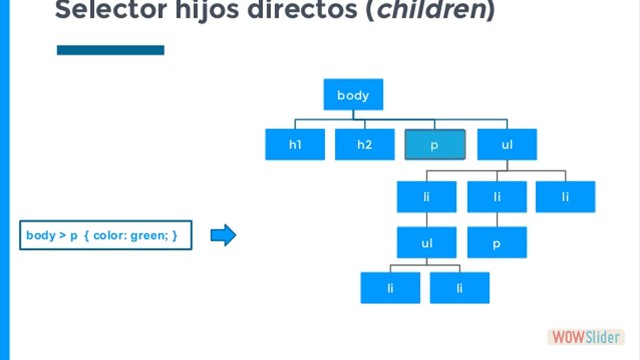 Selector hijos directos (children)
body
h1 h2 p ul
li li li
body > p { color: green; }
ul p
li li
WOWSlider